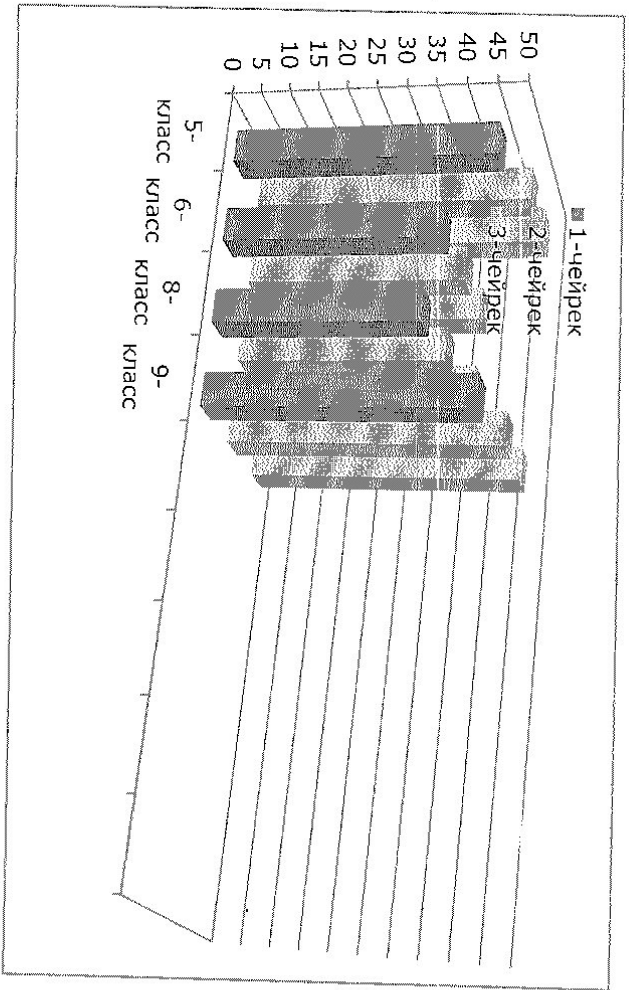 50
45
40
35
30
25
20
15
10
5
0
1-чейрек
2-чейрек
3-чейрек
5-
класс
6-
класс
8-
класс
9-
класс